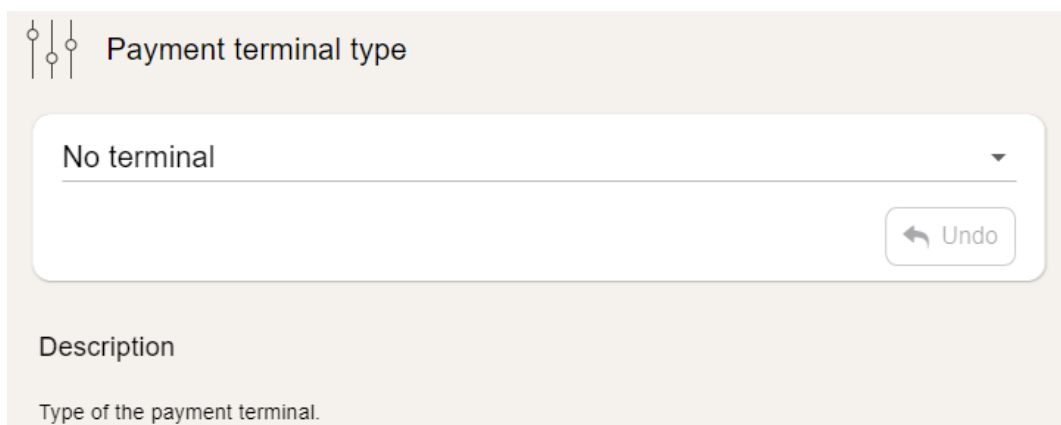 Payment terminal type
No terminal
Undo
Description
Type of the payment terminal.